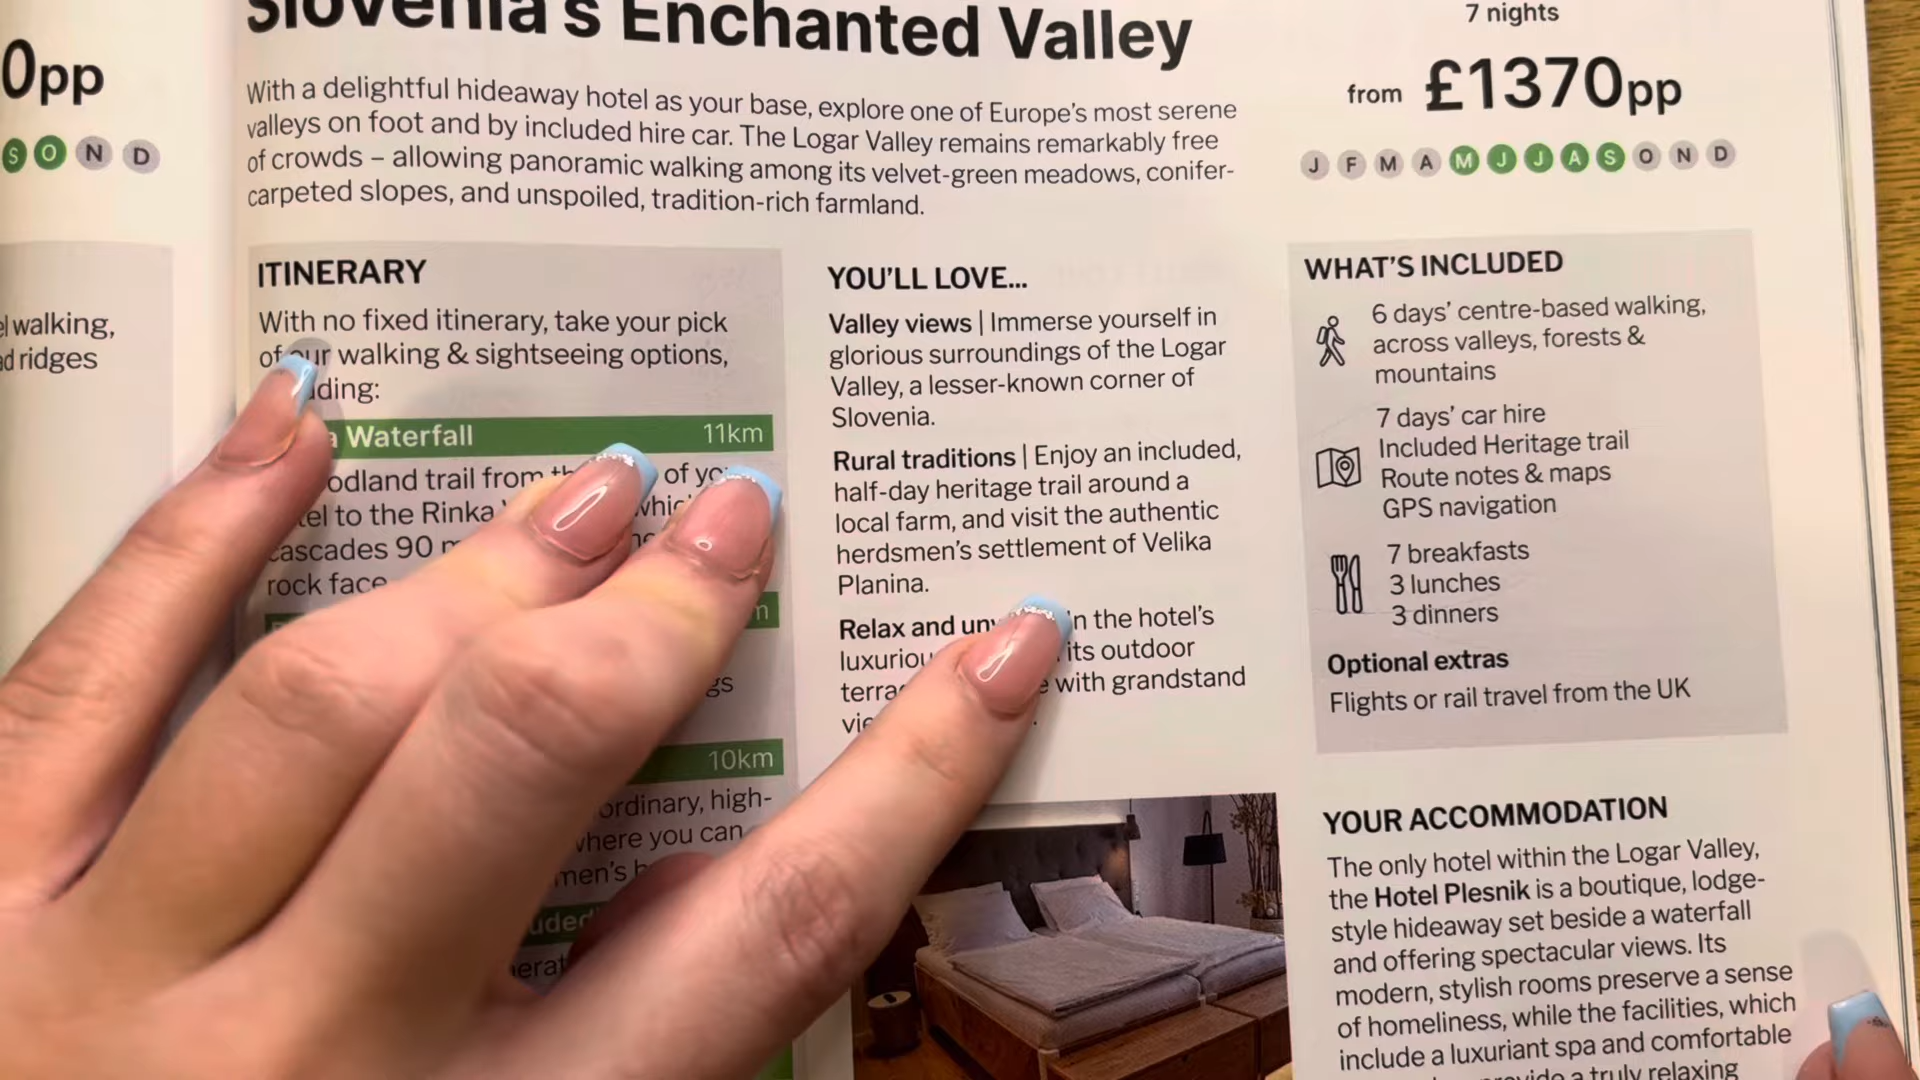 0pp
S O N D
walking,
ridges
Slovenia's Enchanted Valley
With a delightful hideaway hotel as your base, explore one of Europe's most serene
valleys on foot and by included hire car. The Logar Valley remains remarkably free
of crowds – allowing panoramic walking among its velvet-green meadows, conifer-
carpeted slopes, and unspoiled, tradition-rich farmland.
7 nights
from £1370pp
J F M A M J J A S O N D
ITINERARY
With no fixed itinerary, take your pick
of our walking & sightseeing options,
Waterfall 11km
from of
to the Rinka
cascades 90
rock face
10km
high-
where you can
YOU'LL LOVE...
Valley views | Immerse yourself in
glorious surroundings of the Logar
Valley, a lesser-known corner of
Slovenia.
Rural traditions | Enjoy an included,
half-day heritage trail around a
local farm, and visit the authentic
herdsmen's settlement of Velika
Planina.
Relax and in the hotel's
its outdoor
with grandstand
WHAT'S INCLUDED
6 days' centre-based walking,
across valleys, forests &
mountains
7 days' car hire
Included Heritage trail
Route notes & maps
GPS navigation
7 breakfasts
3 lunches
3 dinners
Optional extras
Flights or rail travel from the UK
YOUR ACCOMMODATION
The only hotel within the Logar Valley,
the Hotel Plesnik is a boutique, lodge-
style hideaway set beside a waterfall
and offering spectacular views. Its
modern, stylish rooms preserve a sense
of homeliness, while the facilities, which
include a luxuriant spa and comfortable
a truly relaxing